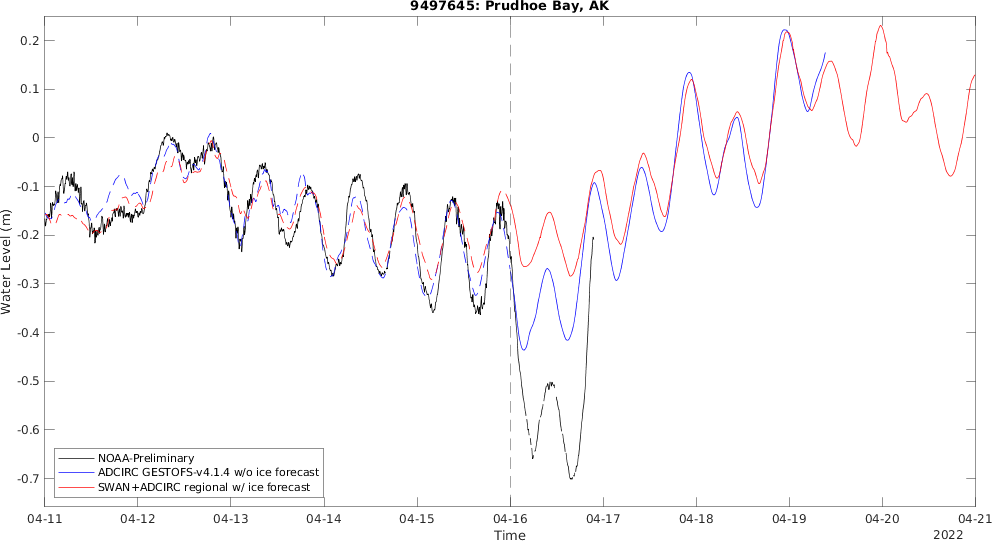 9497645: Prudhoe Bay, AK
0.2
0.1
0
-0.1
-0.2
-0.3
-0.4
-0.5
-0.6
-0.7
Water Level (m)
NOAA-Preliminary
ADCIRC GESTOFS-v4.1.4 w/o ice forecast
SWAN+ADCIRC regional w/ ice forecast
04-11 04-12 04-13 04-14 04-15 04-16 04-17 04-18 04-19 04-20 04-21
Time
2022